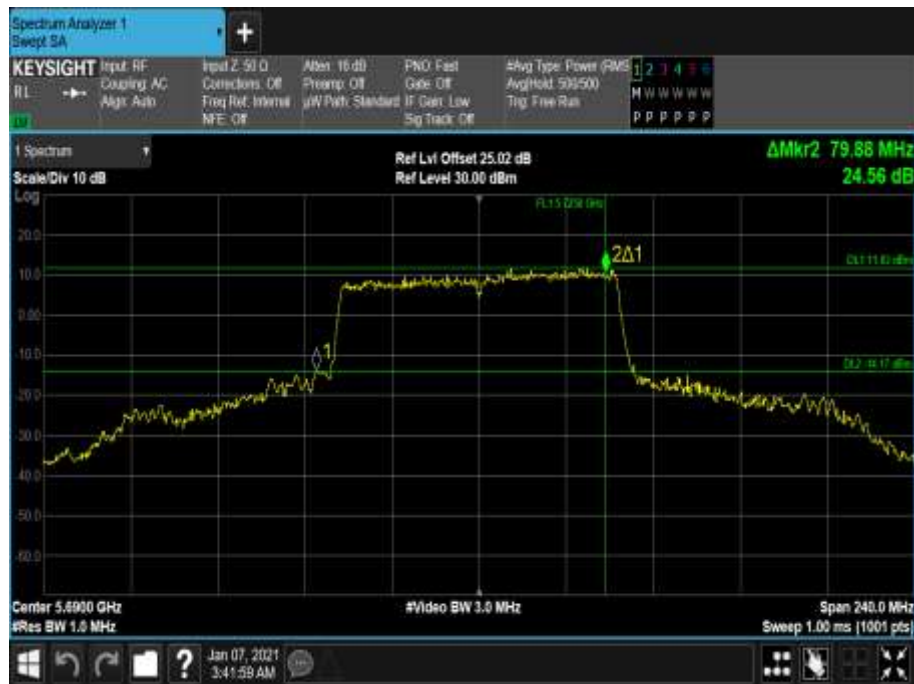 Spectrum Analyzer 1
Swept SA
+
KEYSIGHT
RL
Input: RF
Coupling: AC
Align: Auto
Input Z: 50 Ω
Corrections: Off
Freq Ref: Internal
NFE: Off
Atten: 16 dB
Preamp: Off
µW Path: Standard
PNO: Fast
Gate: Off
IF Gain: Low
Sig Track: Off
#Avg Type: Power (RMS
Avg|Hold: 500/500
Trig: Free Run
1 2 3 4 5 6
M W W W W W
P P P P P P
1 Spectrum
Scale/Div 10 dB
Log
Ref Lvl Offset 25.02 dB
Ref Level 30.00 dBm
ΔMkr2 79.88 MHz
24.56 dB
20.0
10.0
0.00
-10.0
-20.0
-30.0
-40.0
-50.0
-60.0
2Δ1
1
Center 5.6900 GHz
#Res BW 1.0 MHz
#Video BW 3.0 MHz
Span 240.0 MHz
Sweep 1.00 ms (1001 pts)
?
Jan 07, 2021
3:41:59 AM